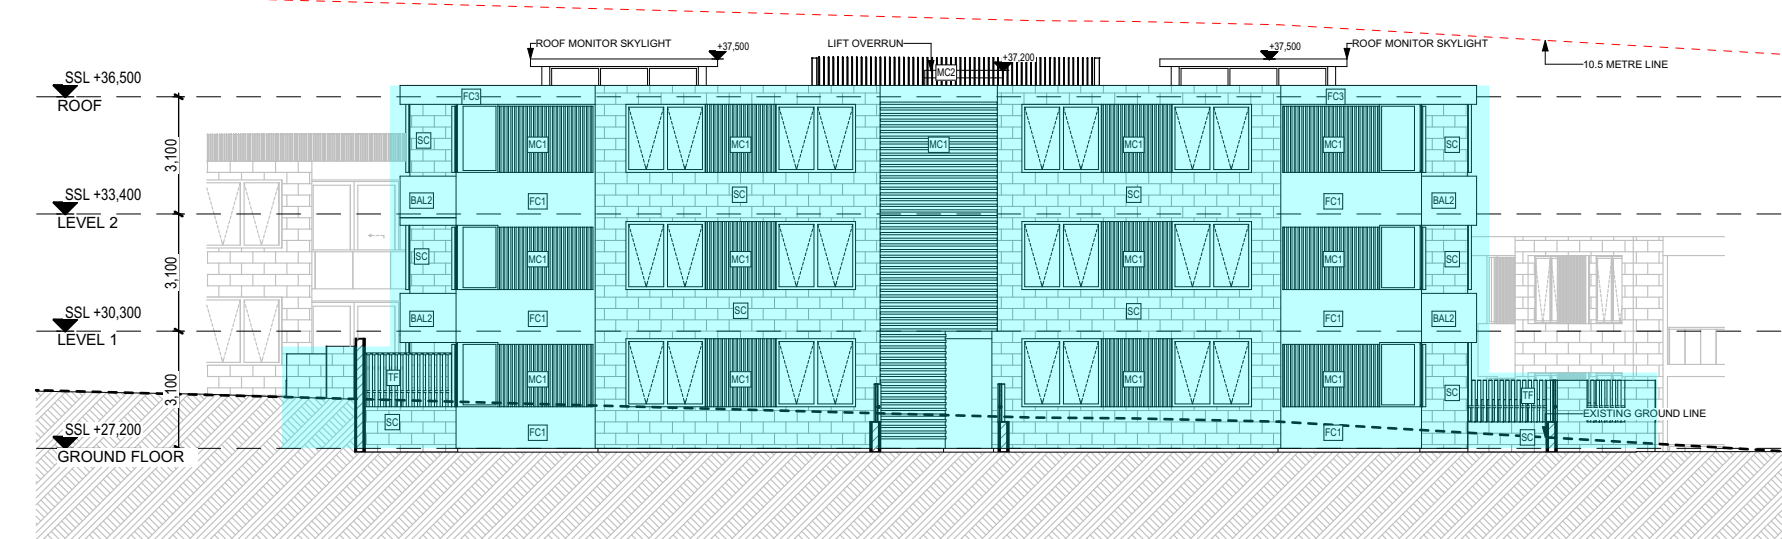 ROOF MONITOR SKYLIGHT
+37,500
LIFT OVERRUN
+37,200
+37,500
ROOF MONITOR SKYLIGHT
10.5 METRE LINE
MC2
SSL +36,500
ROOF
FC3
FC3
3,100
SC
MC1
MC1
MC1
MC1
MC1
SC
SSL +33,400
LEVEL 2
BAL2
FC1
SC
SC
FC1
BAL2
3,100
SC
MC1
MC1
MC1
MC1
SC
SSL +30,300
LEVEL 1
BAL2
FC1
SC
SC
FC1
BAL2
3,100
TF
MC1
MC1
MC1
MC1
SC
TF
EXISTING GROUND LINE
SC
FC1
FC1
SC
SSL +27,200
GROUND FLOOR